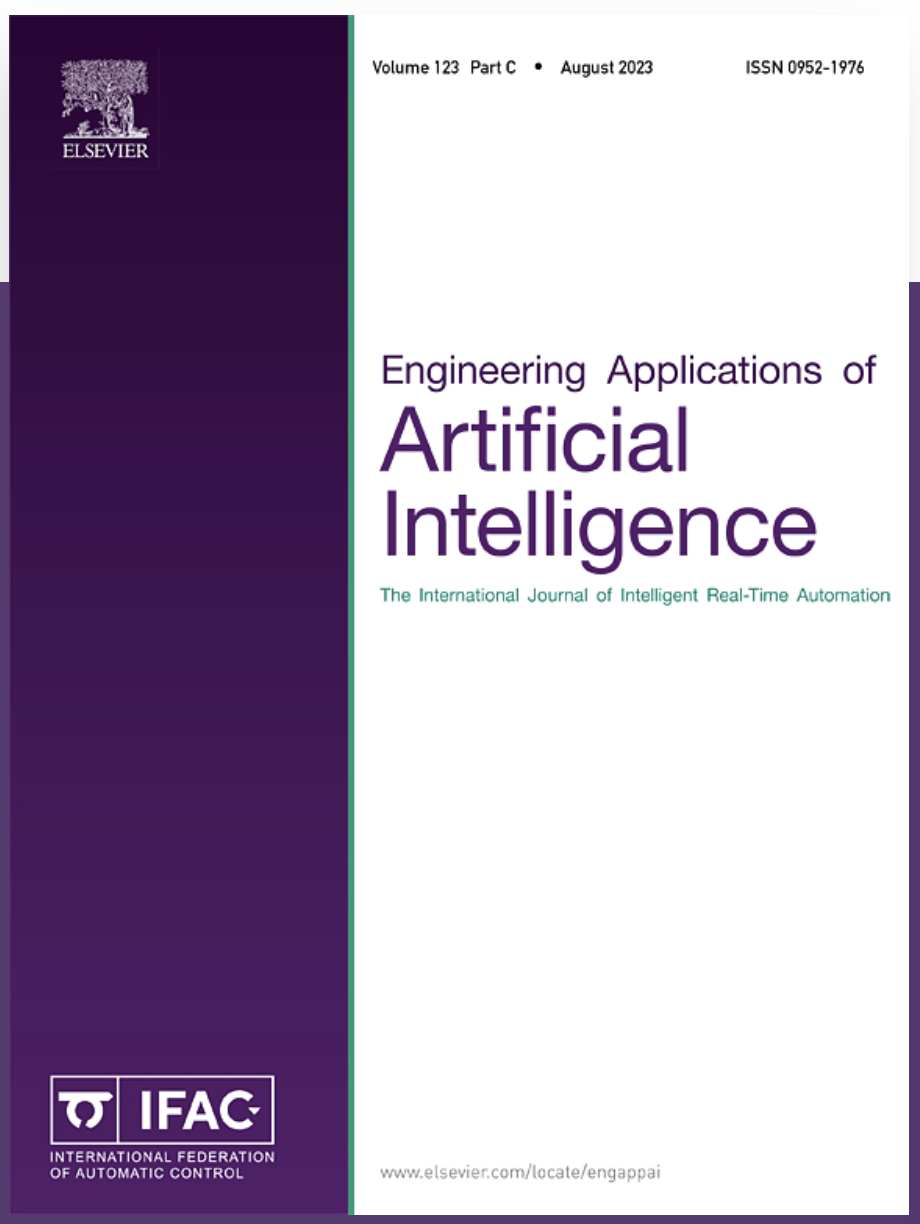 ELSEVIER
Volume 123 Part C • August 2023 ISSN 0952-1976
Engineering Applications of
Artificial
Intelligence
The International Journal of Intelligent Real-Time Automation
IFAC
INTERNATIONAL FEDERATION
OF AUTOMATIC CONTROL
www.elsevier.com/locate/engappai